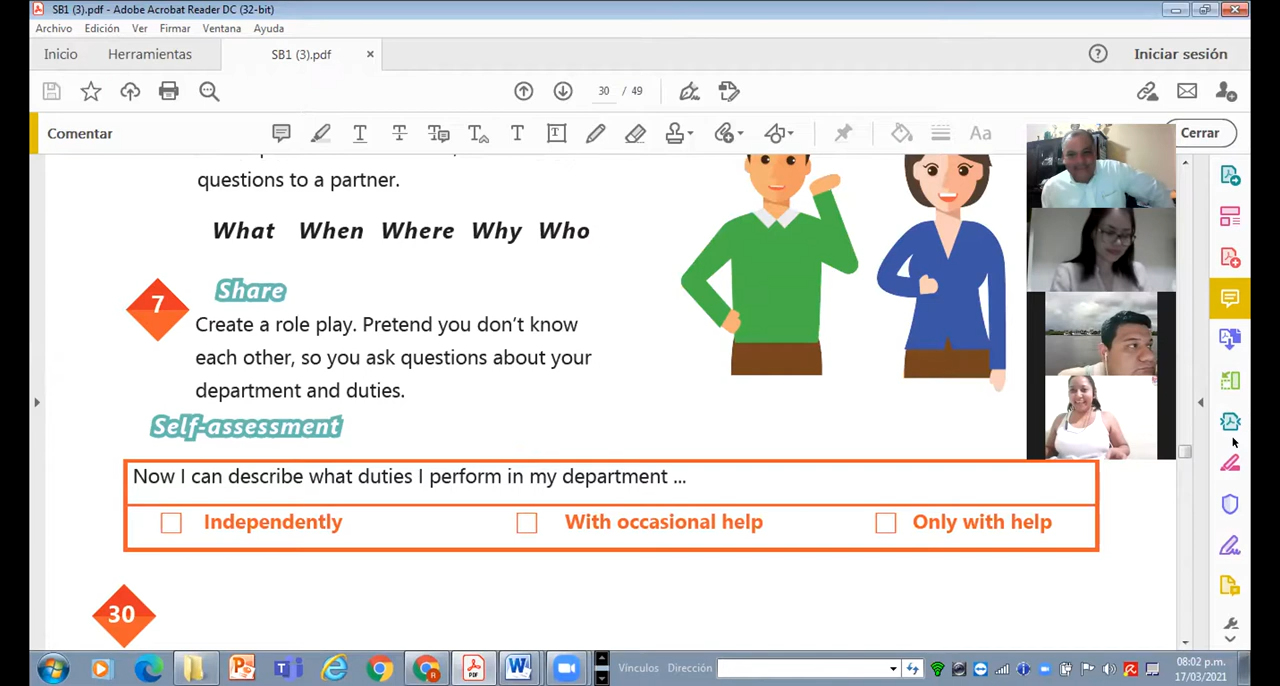 SB1 (3).pdf - Adobe Acrobat Reader DC (32-bit)
Archivo Edición Ver Firmar Ventana Ayuda
Inicio Herramientas SB1 (3).pdf × Iniciar sesión
30 / 49
Comentar Aa Cerrar
questions to a partner.
What When Where Why Who
7 Share
Create a role play. Pretend you don't know
each other, so you ask questions about your
department and duties.
Self-assessment
Now I can describe what duties I perform in my department ...
Independently With occasional help Only with help
30
Vínculos Dirección
08:02 p.m.
17/03/2021